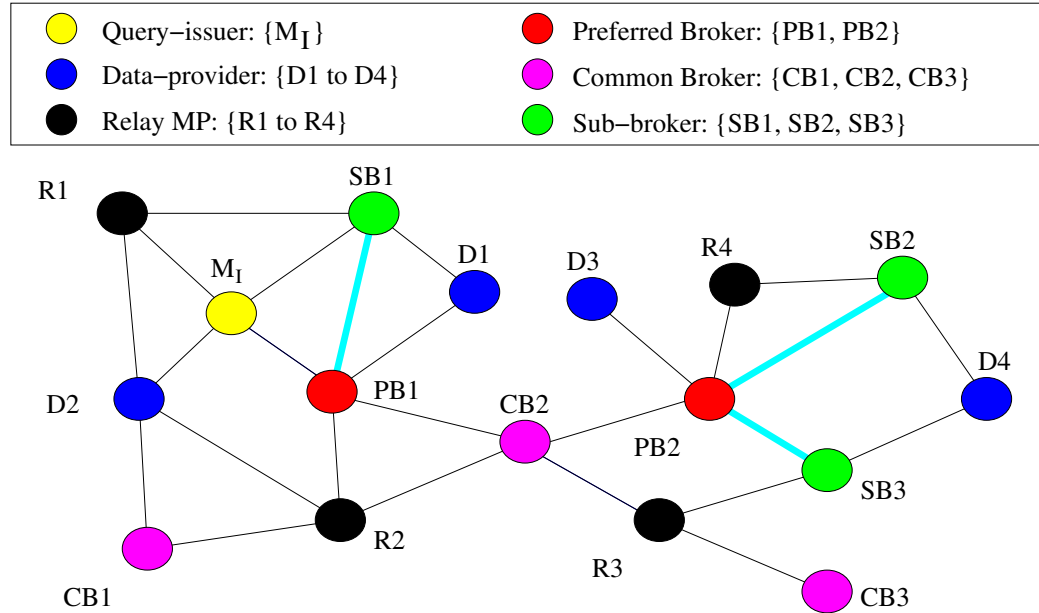 Query−issuer: {M_I}
Preferred Broker: {PB1, PB2}
Data−provider: {D1 to D4}
Common Broker: {CB1, CB2, CB3}
Relay MP: {R1 to R4}
Sub−broker: {SB1, SB2, SB3}
SB1
R1
D1
R4
SB2
M_I
D3
D4
D2
PB1
CB2
PB2
SB3
R2
R3
CB1
CB3